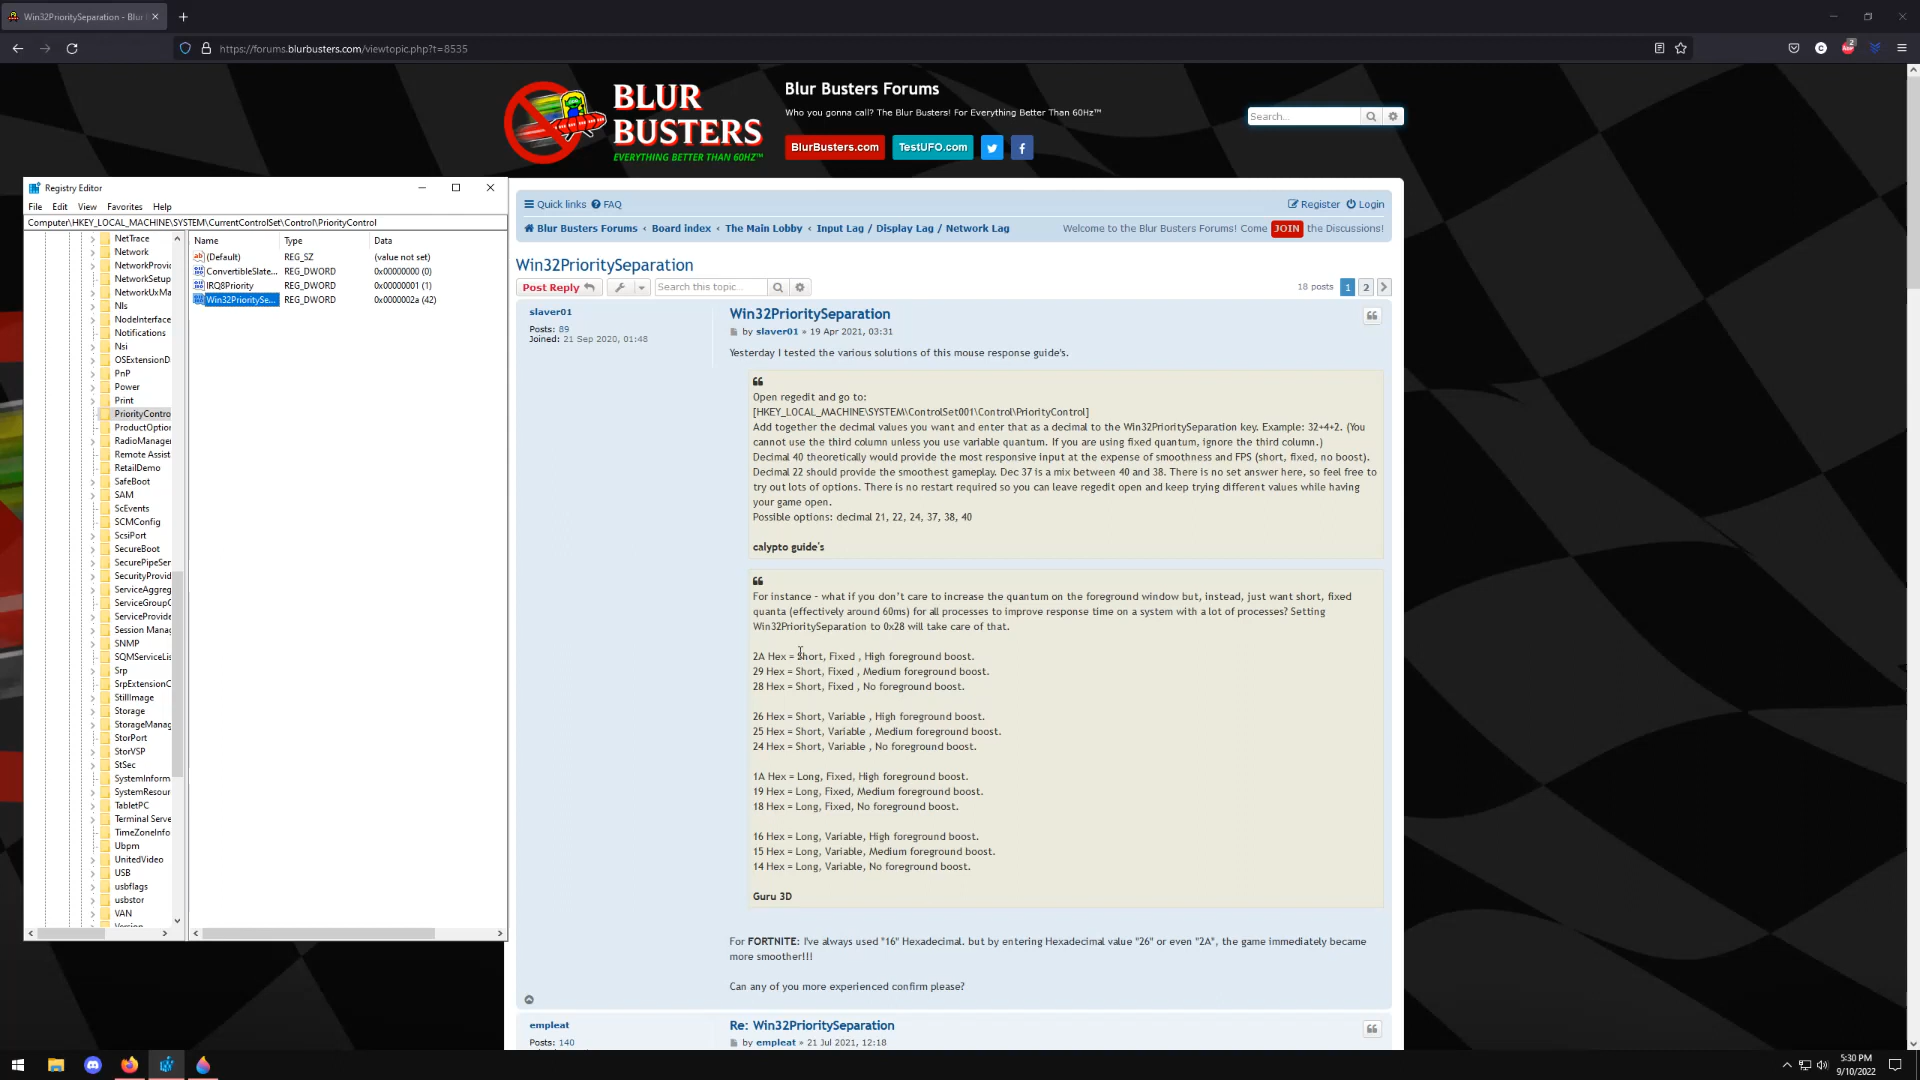 Win32PrioritySeparation - Blur B
https://forums.blurbusters.com/viewtopic.php?t=8535
2
BLUR
BUSTERS
EVERYTHING BETTER THAN 60HZ™
Blur Busters Forums
Who you gonna call? The Blur Busters! For Everything Better Than 60Hz™
BlurBusters.com
TestUFO.com
Search...
Registry Editor
File
Edit
View
Favorites
Help
Computer\HKEY_LOCAL_MACHINE\SYSTEM\CurrentControlSet\Control\PriorityControl
NetTrace
Network
NetworkProvi
NetworkSetup
NetworkUxMa
Nls
NodeInterface
Notifications
Nsi
OSExtensionD
PnP
Power
Print
PriorityContro
ProductOption
RadioManager
Remote Assist
RetailDemo
SafeBoot
SAM
ScEvents
SCMConfig
ScsiPort
SecureBoot
SecurePipeSer
SecurityProvid
ServiceAggreg
ServiceGroupO
ServiceProvide
Session Manag
SNMP
SQMServiceLis
Srp
SrpExtensionC
StillImage
Storage
StorageManag
StorPort
StorVSP
StSec
SystemInform
SystemResour
TabletPC
Terminal Serve
TimeZoneInfo
Ubpm
UnitedVideo
USB
usbflags
usbstor
VAN
Version
Name Type Data
(Default) REG_SZ (value not set)
ConvertibleSlate... REG_DWORD 0x00000000 (0)
IRQ8Priority REG_DWORD 0x00000001 (1)
Win32PrioritySe... REG_DWORD 0x0000002a (42)
Quick links FAQ
Register Login
Blur Busters Forums ‹ Board index ‹ The Main Lobby ‹ Input Lag / Display Lag / Network Lag
Welcome to the Blur Busters Forums! Come JOIN the Discussions!
Win32PrioritySeparation
Post Reply
Search this topic...
18 posts 1 2
slaver01
Posts: 89
Joined: 21 Sep 2020, 01:48
Win32PrioritySeparation
by slaver01 » 19 Apr 2021, 03:31
Yesterday I tested the various solutions of this mouse response guide's.
Open regedit and go to:
[HKEY_LOCAL_MACHINE\SYSTEM\ControlSet001\Control\PriorityControl]
Add together the decimal values you want and enter that as a decimal to the Win32PrioritySeparation key. Example: 32+4+2. (You
cannot use the third column unless you use variable quantum. If you are using fixed quantum, ignore the third column.)
Decimal 40 theoretically would provide the most responsive input at the expense of smoothness and FPS (short, fixed, no boost).
Decimal 22 should provide the smoothest gameplay. Dec 37 is a mix between 40 and 38. There is no set answer here, so feel free to
try out lots of options. There is no restart required so you can leave regedit open and keep trying different values while having
your game open.
Possible options: decimal 21, 22, 24, 37, 38, 40
calypto guide's
For instance - what if you don't care to increase the quantum on the foreground window but, instead, just want short, fixed
quanta (effectively around 60ms) for all processes to improve response time on a system with a lot of processes? Setting
Win32PrioritySeparation to 0x28 will take care of that.
2A Hex = Short, Fixed , High foreground boost.
29 Hex = Short, Fixed , Medium foreground boost.
28 Hex = Short, Fixed , No foreground boost.
26 Hex = Short, Variable , High foreground boost.
25 Hex = Short, Variable , Medium foreground boost.
24 Hex = Short, Variable , No foreground boost.
1A Hex = Long, Fixed, High foreground boost.
19 Hex = Long, Fixed, Medium foreground boost.
18 Hex = Long, Fixed, No foreground boost.
16 Hex = Long, Variable, High foreground boost.
15 Hex = Long, Variable, Medium foreground boost.
14 Hex = Long, Variable, No foreground boost.
Guru 3D
For FORTNITE: I've always used "16" Hexadecimal. but by entering Hexadecimal value "26" or even "2A", the game immediately became
more smoother!!!
Can any of you more experienced confirm please?
empleat
Posts: 140
Re: Win32PrioritySeparation
by empleat » 21 Jul 2021, 12:18
5:30 PM
9/10/2022